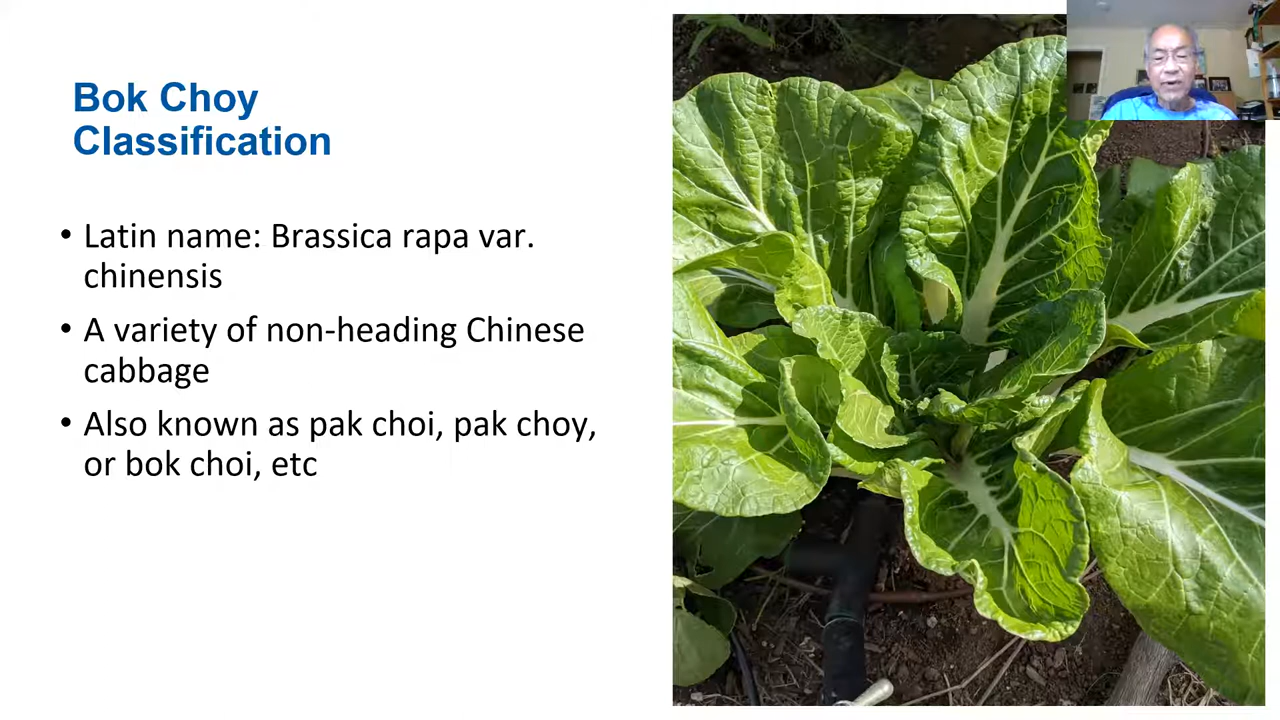 Bok Choy
Classification
• Latin name: Brassica rapa var.
chinensis
• A variety of non-heading Chinese
cabbage
• Also known as pak choi, pak choy,
or bok choi, etc